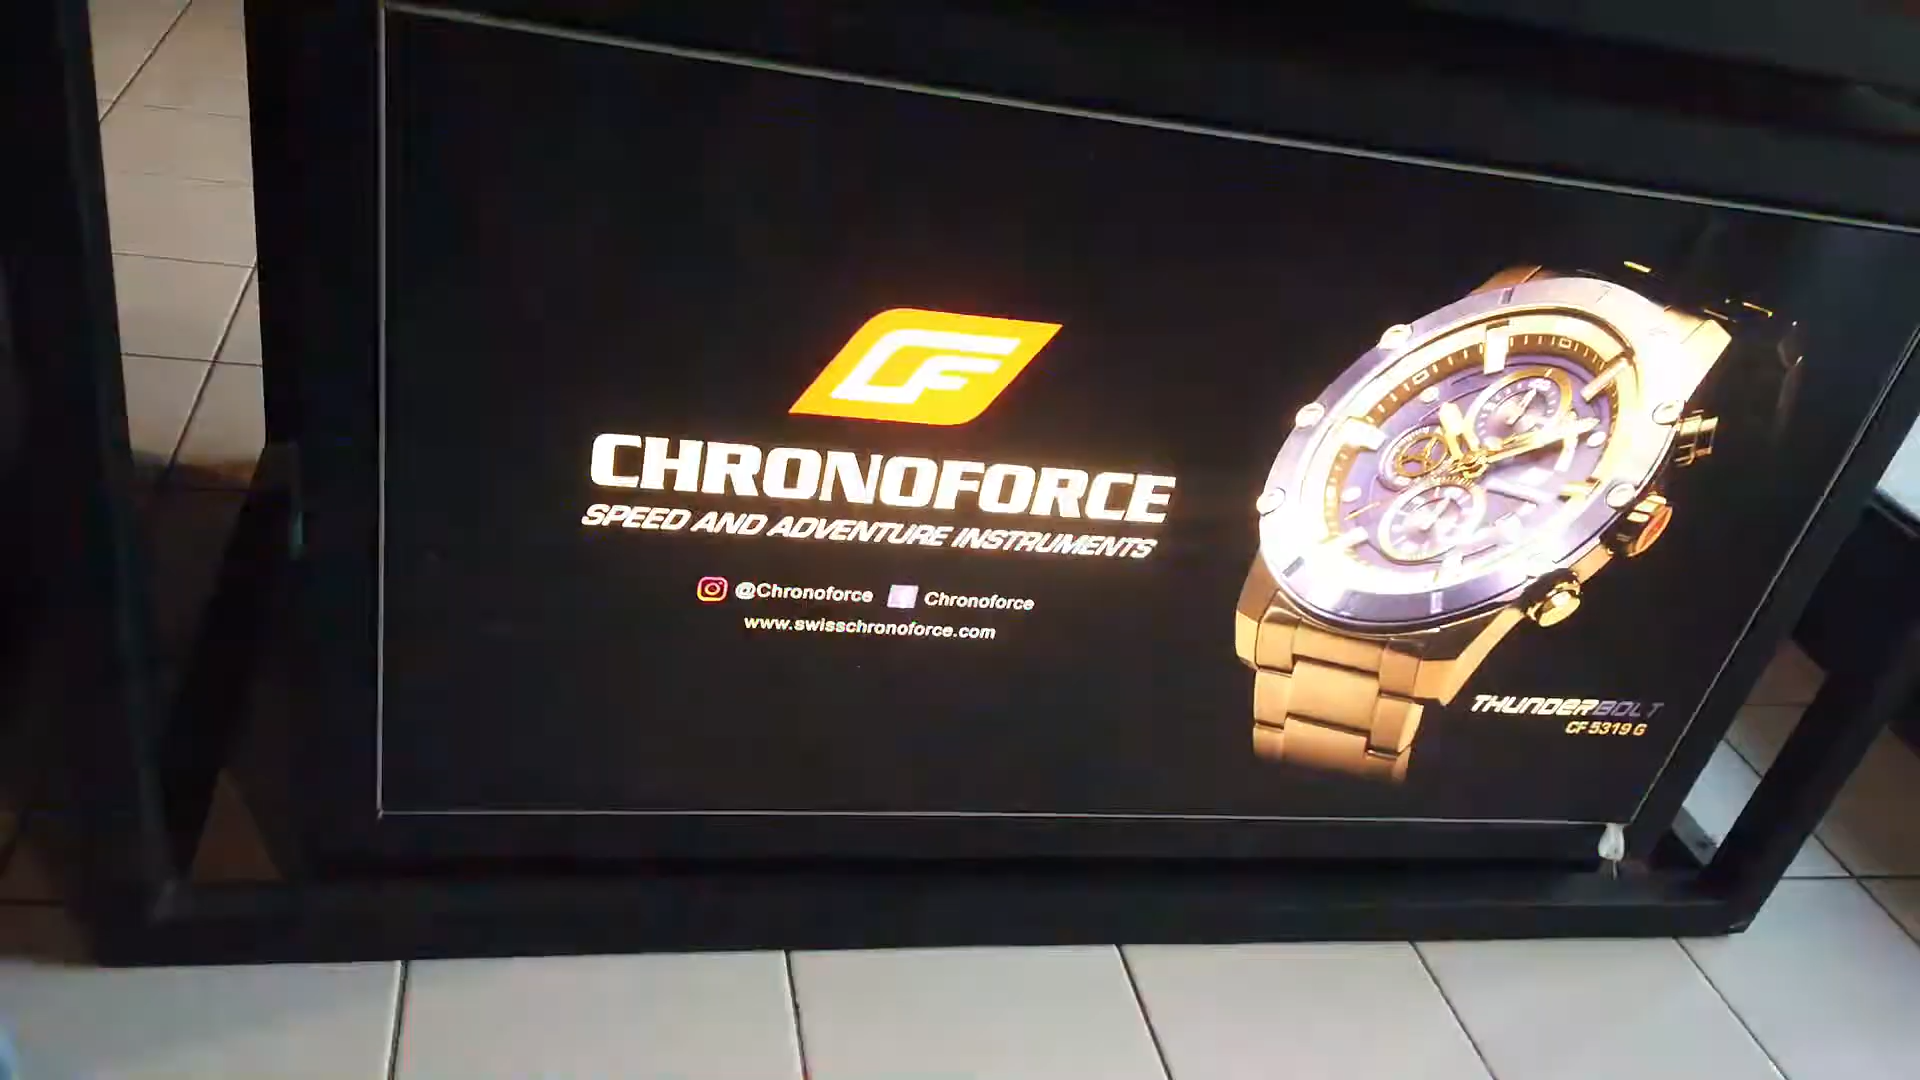 CF
CHRONOFORCE
SPEED AND ADVENTURE INSTRUMENTS
@Chronoforce Chronoforce
www.swisschronoforce.com
THUNDERBOLT
CF 5319 G